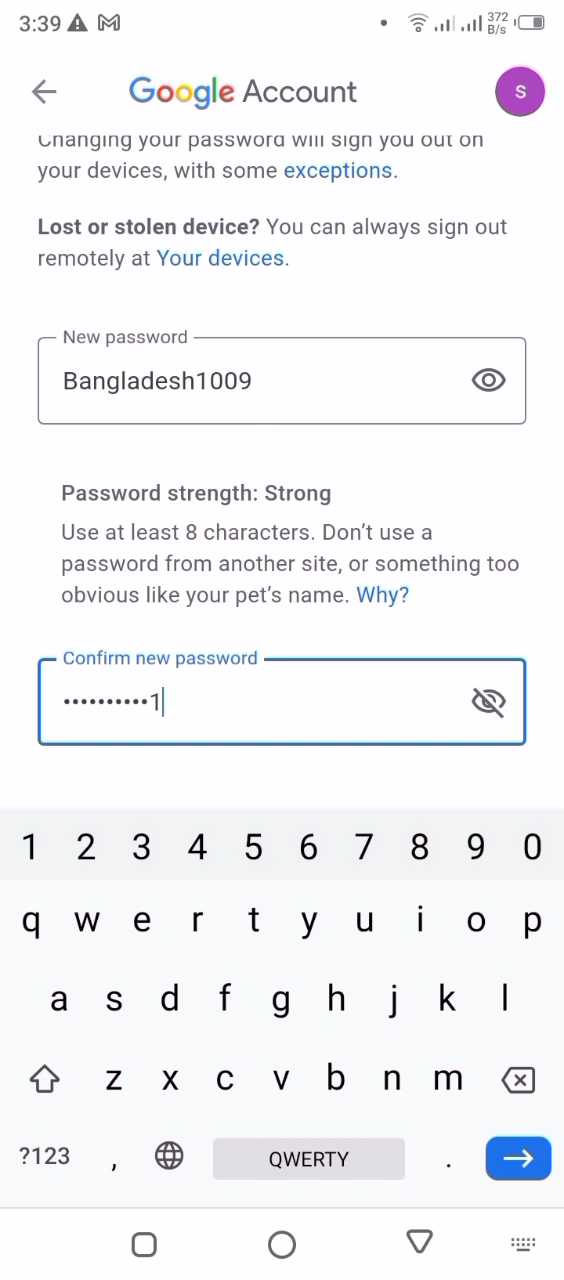 3:39 372 B/s
Google Account S
Changing your password will sign you out on
your devices, with some exceptions.
Lost or stolen device? You can always sign out
remotely at Your devices.
New password
Bangladesh1009
Password strength: Strong
Use at least 8 characters. Don't use a
password from another site, or something too
obvious like your pet's name. Why?
Confirm new password
••••••••••1
1 2 3 4 5 6 7 8 9 0
q w e r t y u i o p
a s d f g h j k l
z x c v b n m
?123 , QWERTY .